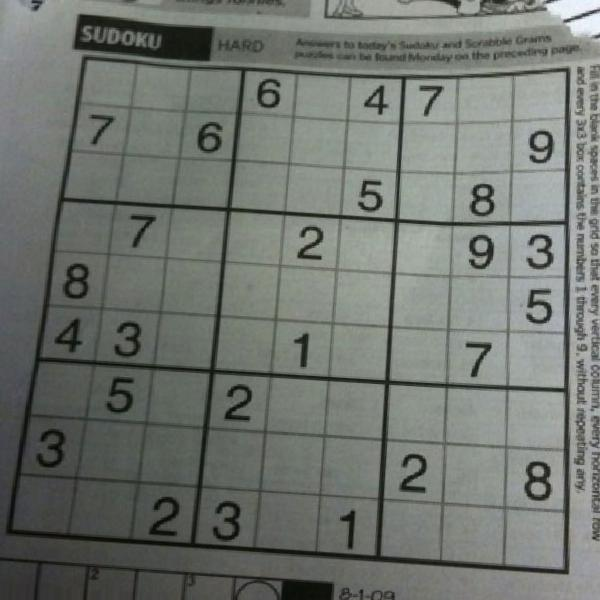 SUDOKU HARD Answers to today's Sudoku and Scrabble Grams
puzzles can be found Monday on the preceding page.
6 4 7
7 6 9
5 8
7 2 9 3
8 5
4 3 1 7
5 2
3 2 8
2 3 1
Fill in the blank spaces in the grid so that every vertical column, every horizontal row
and every 3x3 box contains the numbers 1 through 9, without repeating any.
2 3
8-1-09